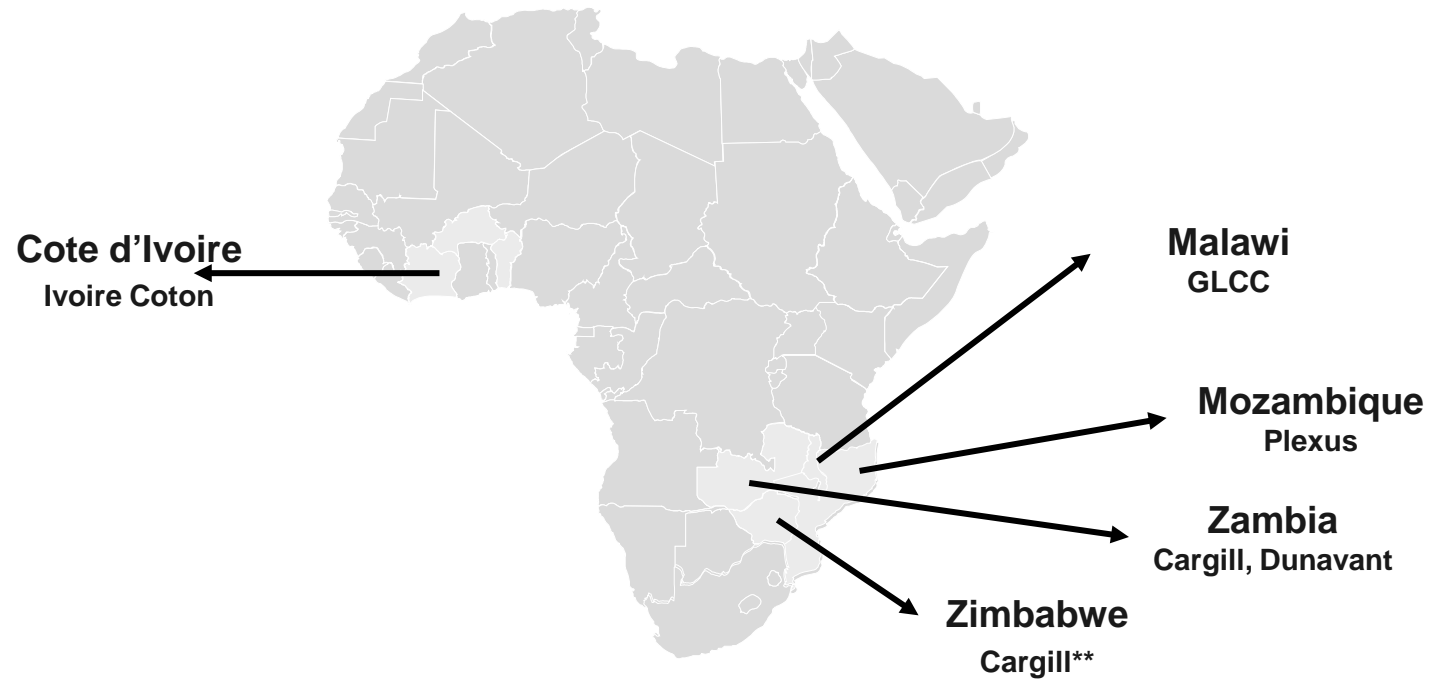 Cote d’Ivoire
Ivoire Coton
Malawi
GLCC
Mozambique
Plexus
Zambia
Cargill, Dunavant
Zimbabwe
Cargill**